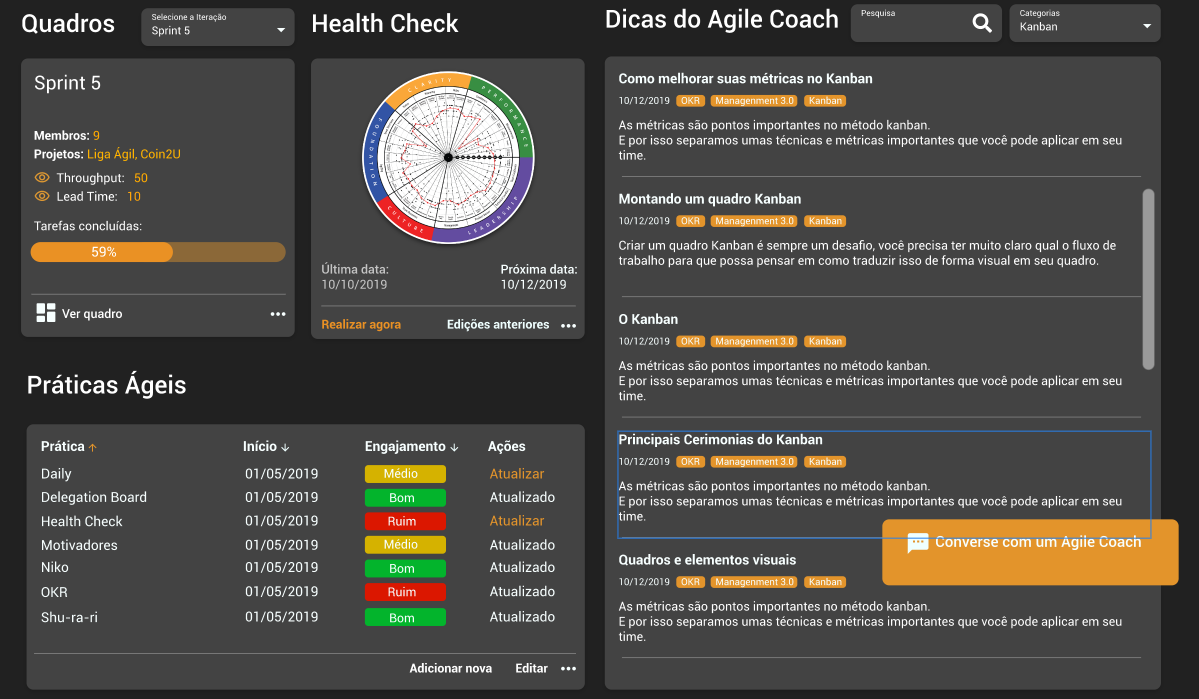 Quadros
Selecione a Iteração
Sprint 5
Sprint 5
Membros: 9
Projetos: Liga Ágil, Coin2U
Throughput: 50
Lead Time: 10
Tarefas concluídas:
59%
Ver quadro
Health Check
CLARITY
PERFORMANCE
LEADERSHIP
CULTURE
FOUNDATION
Última data:
10/10/2019
Próxima data:
10/12/2019
Realizar agora
Edições anteriores
Práticas Ágeis
Prática Início Engajamento Ações
Daily 01/05/2019 Médio Atualizar
Delegation Board 01/05/2019 Bom Atualizado
Health Check 01/05/2019 Ruim Atualizar
Motivadores 01/05/2019 Médio Atualizado
Niko 01/05/2019 Bom Atualizado
OKR 01/05/2019 Ruim Atualizado
Shu-ra-ri 01/05/2019 Bom Atualizado
Adicionar nova Editar
Dicas do Agile Coach
Pesquisa
Categorias
Kanban
Como melhorar suas métricas no Kanban
10/12/2019 OKR Managenment 3.0 Kanban
As métricas são pontos importantes no método kanban.
E por isso separamos umas técnicas e métricas importantes que você pode aplicar em seu
time.
Montando um quadro Kanban
10/12/2019 OKR Managenment 3.0 Kanban
Criar um quadro Kanban é sempre um desafio, você precisa ter muito claro qual o fluxo de
trabalho para que possa pensar em como traduzir isso de forma visual em seu quadro.
O Kanban
10/12/2019 OKR Managenment 3.0 Kanban
As métricas são pontos importantes no método kanban.
E por isso separamos umas técnicas e métricas importantes que você pode aplicar em seu
time.
Principais Cerimonias do Kanban
10/12/2019 OKR Managenment 3.0 Kanban
As métricas são pontos importantes no método kanban.
E por isso separamos umas técnicas e métricas importantes que você pode aplicar em seu
time.
Converse com um Agile Coach
Quadros e elementos visuais
10/12/2019 OKR Managenment 3.0 Kanban
As métricas são pontos importantes no método kanban.
E por isso separamos umas técnicas e métricas importantes que você pode aplicar em seu
time.